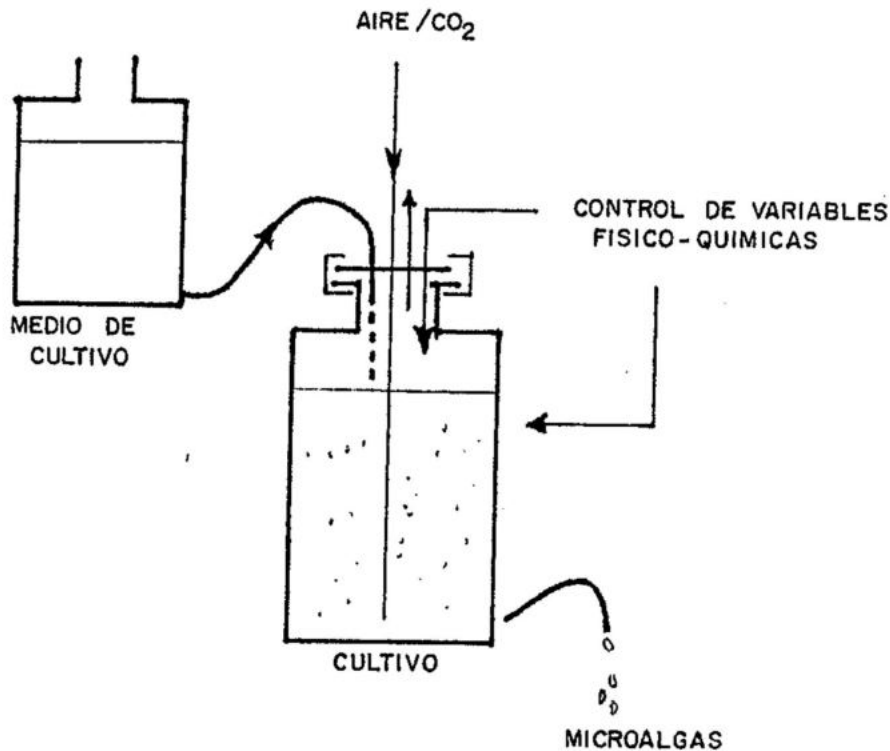 AIRE/CO₂
CONTROL DE VARIABLES
FISICO-QUIMICAS
MEDIO DE
CULTIVO
CULTIVO
MICROALGAS